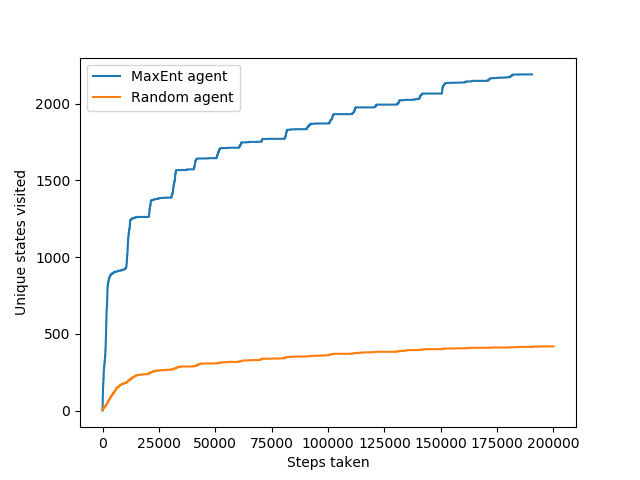 MaxEnt agent
Random agent
2000
1500
1000
500
0
Unique states visited
0 25000 50000 75000 100000 125000 150000 175000 200000
Steps taken